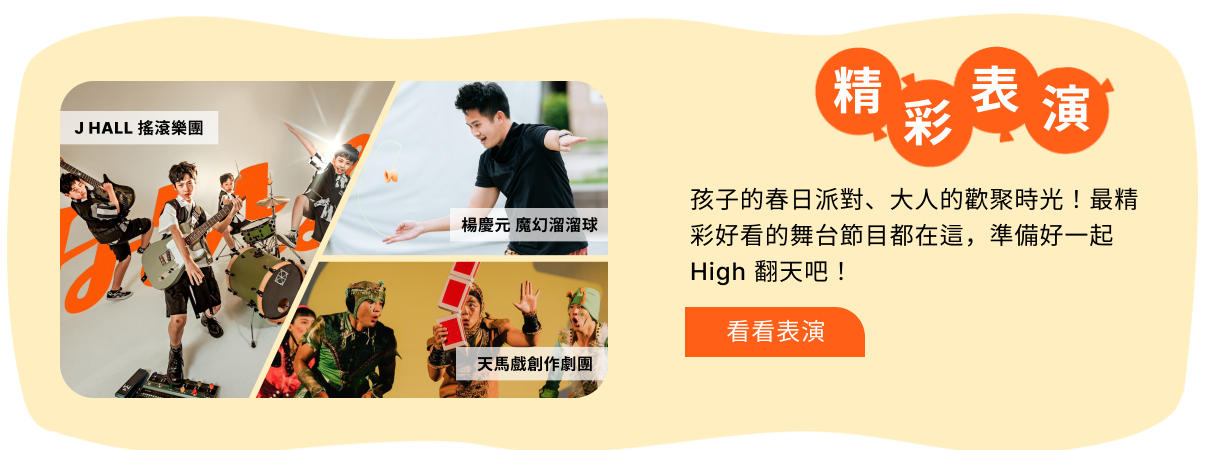 J HALL 搖滾樂團
楊慶元 魔幻溜溜球
天馬戲創作劇團
精彩表演
孩子的春日派對、大人的歡聚時光！最精
彩好看的舞台節目都在這，準備好一起
High 翻天吧！
看看表演